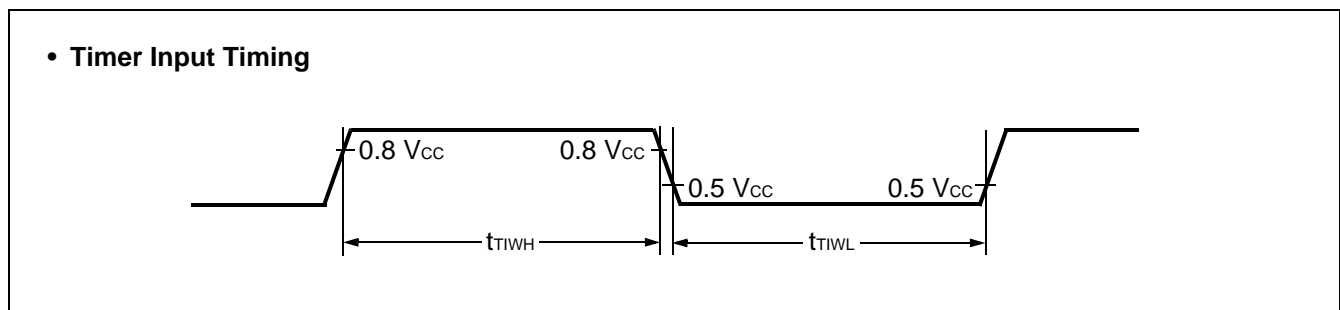 • Timer Input Timing
0.8 VCC 0.8 VCC
0.5 VCC 0.5 VCC
tTIWH tTIWL